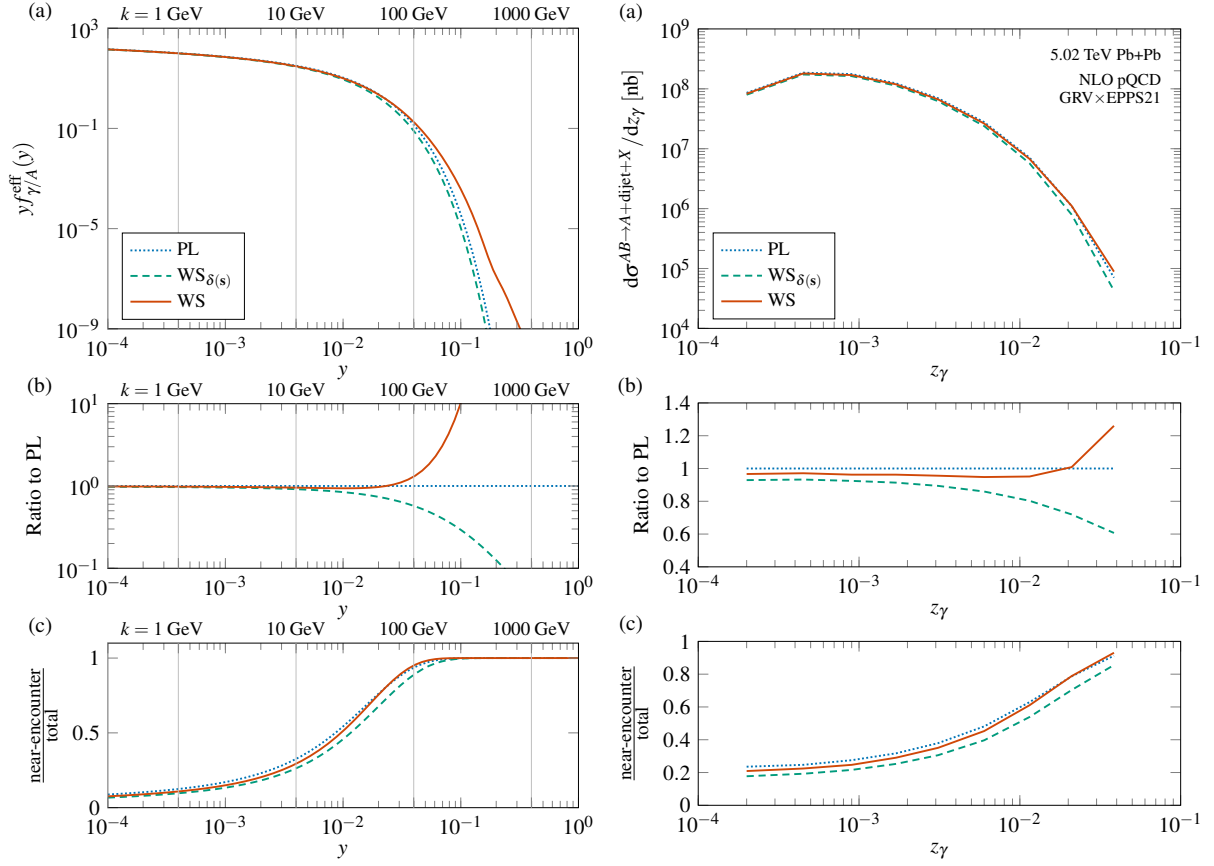 (a)
k = 1 GeV 10 GeV 100 GeV 1000 GeV
10^3
10^−1
10^−5
10^−9
y f^eff_γ/A (y)
PL
WS_δ(s)
WS
10^−4 10^−3 10^−2 10^−1 10^0
y
(b)
k = 1 GeV 10 GeV 100 GeV 1000 GeV
10^1
10^0
10^−1
Ratio to PL
10^−4 10^−3 10^−2 10^−1 10^0
y
(c)
k = 1 GeV 10 GeV 100 GeV 1000 GeV
1
0.5
0
near-encounter
total
10^−4 10^−3 10^−2 10^−1 10^0
y
(a)
10^9
10^8
10^7
10^6
10^5
10^4
dσ^AB→A+dijet+X/dz_γ [nb]
5.02 TeV Pb+Pb
NLO pQCD
GRV×EPPS21
PL
WS_δ(s)
WS
10^−4 10^−3 10^−2 10^−1
z_γ
(b)
1.4
1.2
1
0.8
0.6
0.4
Ratio to PL
10^−4 10^−3 10^−2 10^−1
z_γ
(c)
1
0.8
0.6
0.4
0.2
0
near-encounter
total
10^−4 10^−3 10^−2 10^−1
z_γ